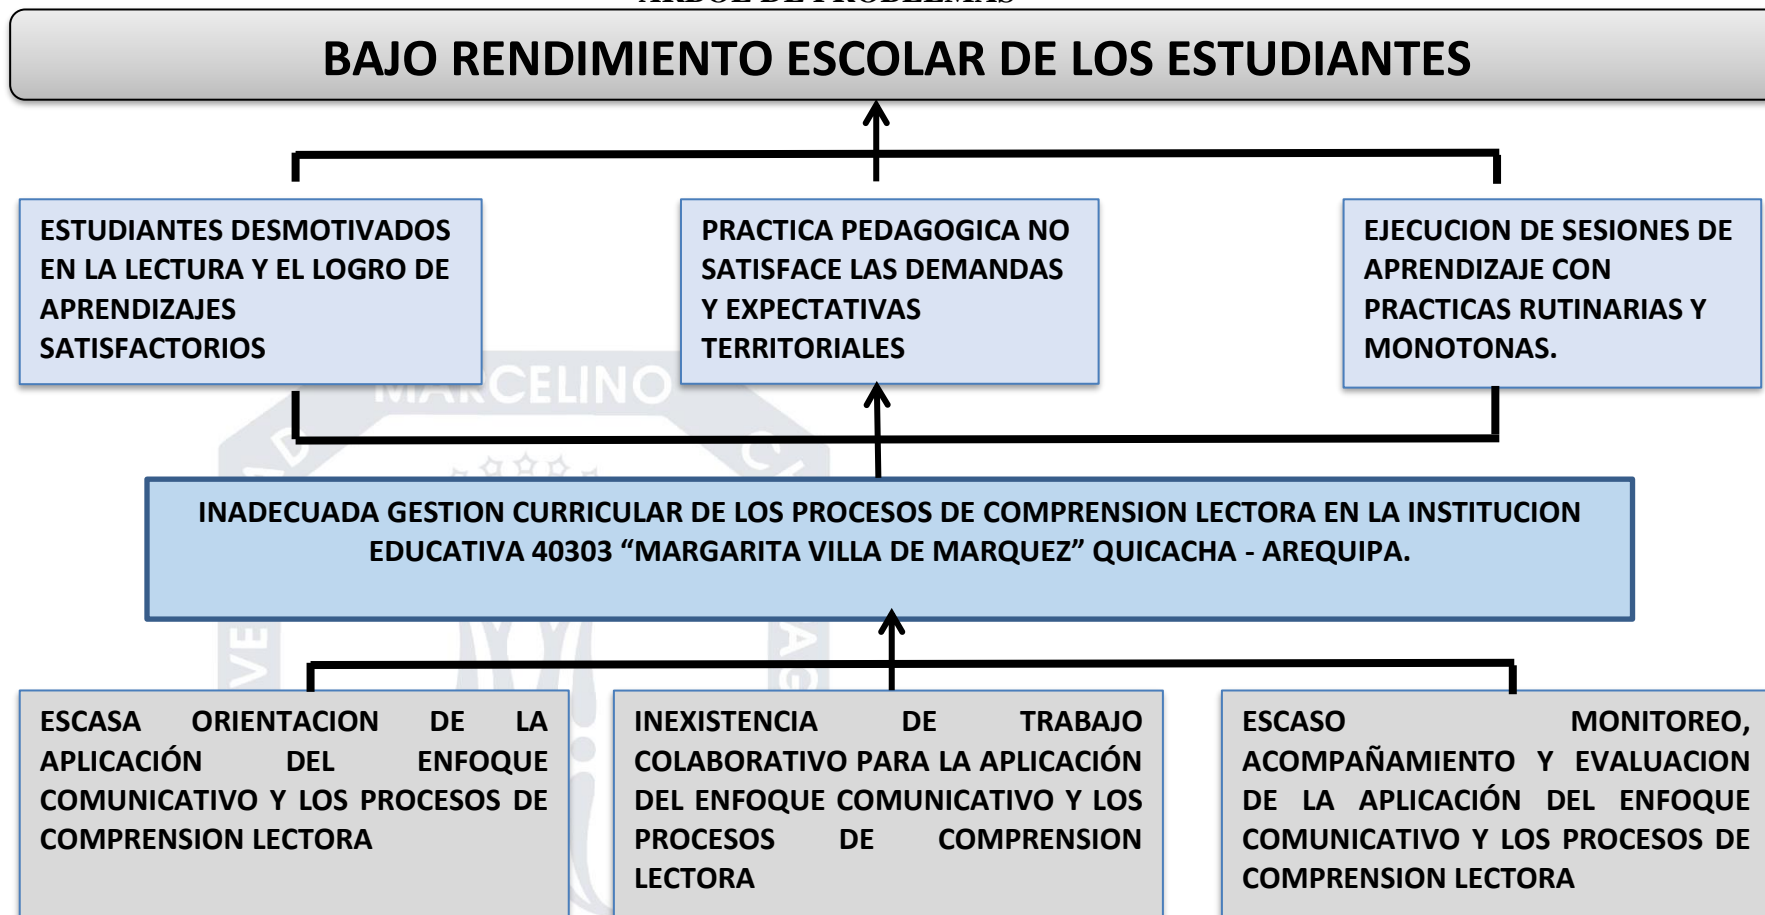 ARBOL DE PROBLEMAS
BAJO RENDIMIENTO ESCOLAR DE LOS ESTUDIANTES
ESTUDIANTES DESMOTIVADOS
EN LA LECTURA Y EL LOGRO DE
APRENDIZAJES
SATISFACTORIOS
PRACTICA PEDAGOGICA NO
SATISFACE LAS DEMANDAS
Y EXPECTATIVAS
TERRITORIALES
EJECUCION DE SESIONES DE
APRENDIZAJE CON
PRACTICAS RUTINARIAS Y
MONOTONAS.
MARCELINO
INADECUADA GESTION CURRICULAR DE LOS PROCESOS DE COMPRENSION LECTORA EN LA INSTITUCION
EDUCATIVA 40303 “MARGARITA VILLA DE MARQUEZ” QUICACHA - AREQUIPA.
ESCASA ORIENTACION DE LA
APLICACIÓN DEL ENFOQUE
COMUNICATIVO Y LOS PROCESOS DE
COMPRENSION LECTORA
INEXISTENCIA DE TRABAJO
COLABORATIVO PARA LA APLICACIÓN
DEL ENFOQUE COMUNICATIVO Y LOS
PROCESOS DE COMPRENSION
LECTORA
ESCASO MONITOREO,
ACOMPAÑAMIENTO Y EVALUACION
DE LA APLICACIÓN DEL ENFOQUE
COMUNICATIVO Y LOS PROCESOS DE
COMPRENSION LECTORA